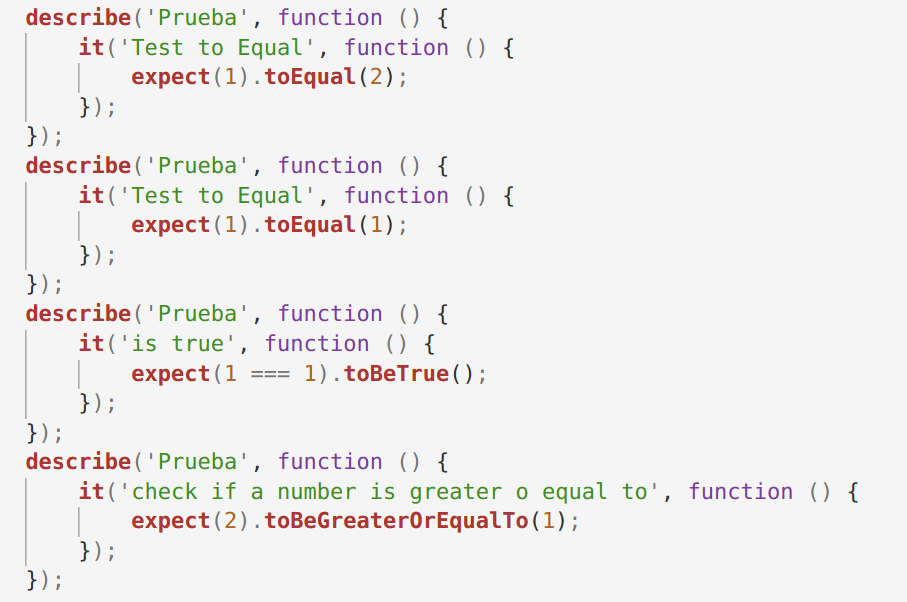 describe('Prueba', function () {
    it('Test to Equal', function () {
        expect(1).toEqual(2);
    });
});
describe('Prueba', function () {
    it('Test to Equal', function () {
        expect(1).toEqual(1);
    });
});
describe('Prueba', function () {
    it('is true', function () {
        expect(1 === 1).toBeTrue();
    });
});
describe('Prueba', function () {
    it('check if a number is greater o equal to', function () {
        expect(2).toBeGreaterOrEqualTo(1);
    });
});